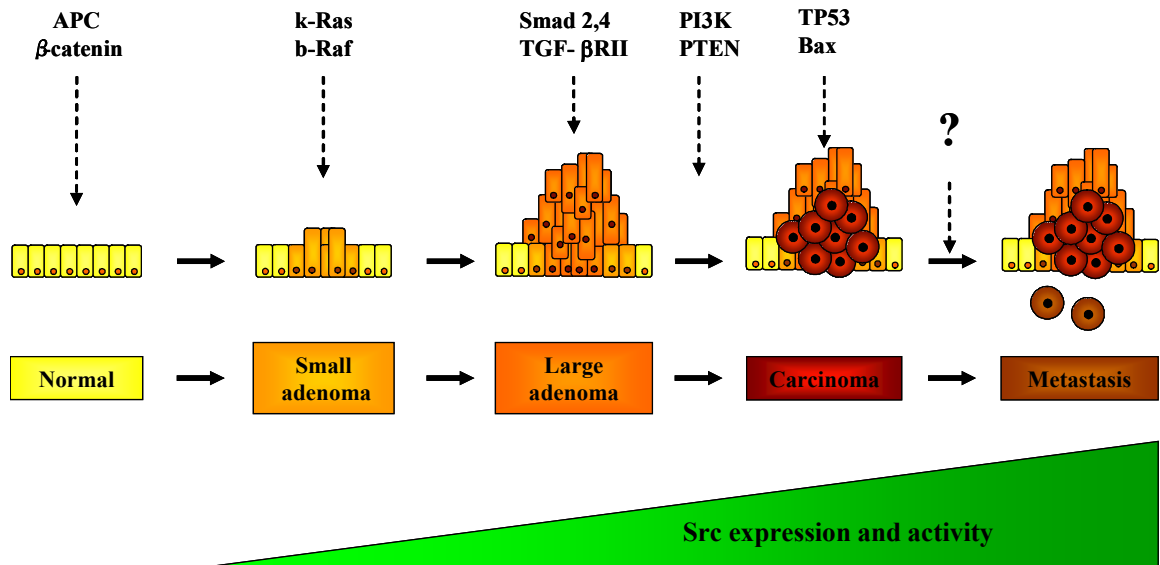 APC
β-catenin
k-Ras
b-Raf
Smad 2,4
TGF- βRII
PI3K
PTEN
TP53
Bax
?
Normal
Small
adenoma
Large
adenoma
Carcinoma
Metastasis
Src expression and activity